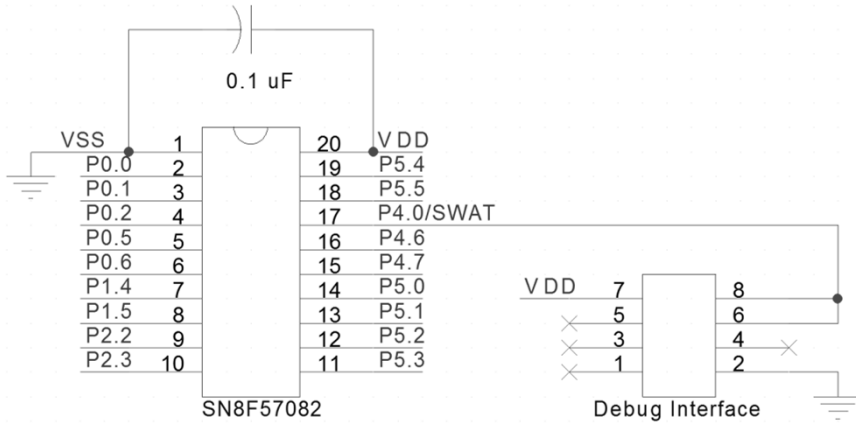 0.1 uF
VSS 1 20 VDD
P0.0 2 19 P5.4
P0.1 3 18 P5.5
P0.2 4 17 P4.0/SWAT
P0.5 5 16 P4.6
P0.6 6 15 P4.7
P1.4 7 14 P5.0
P1.5 8 13 P5.1
P2.2 9 12 P5.2
P2.3 10 11 P5.3
SN8F57082
VDD 7 8
5 6
3 4
1 2
Debug Interface